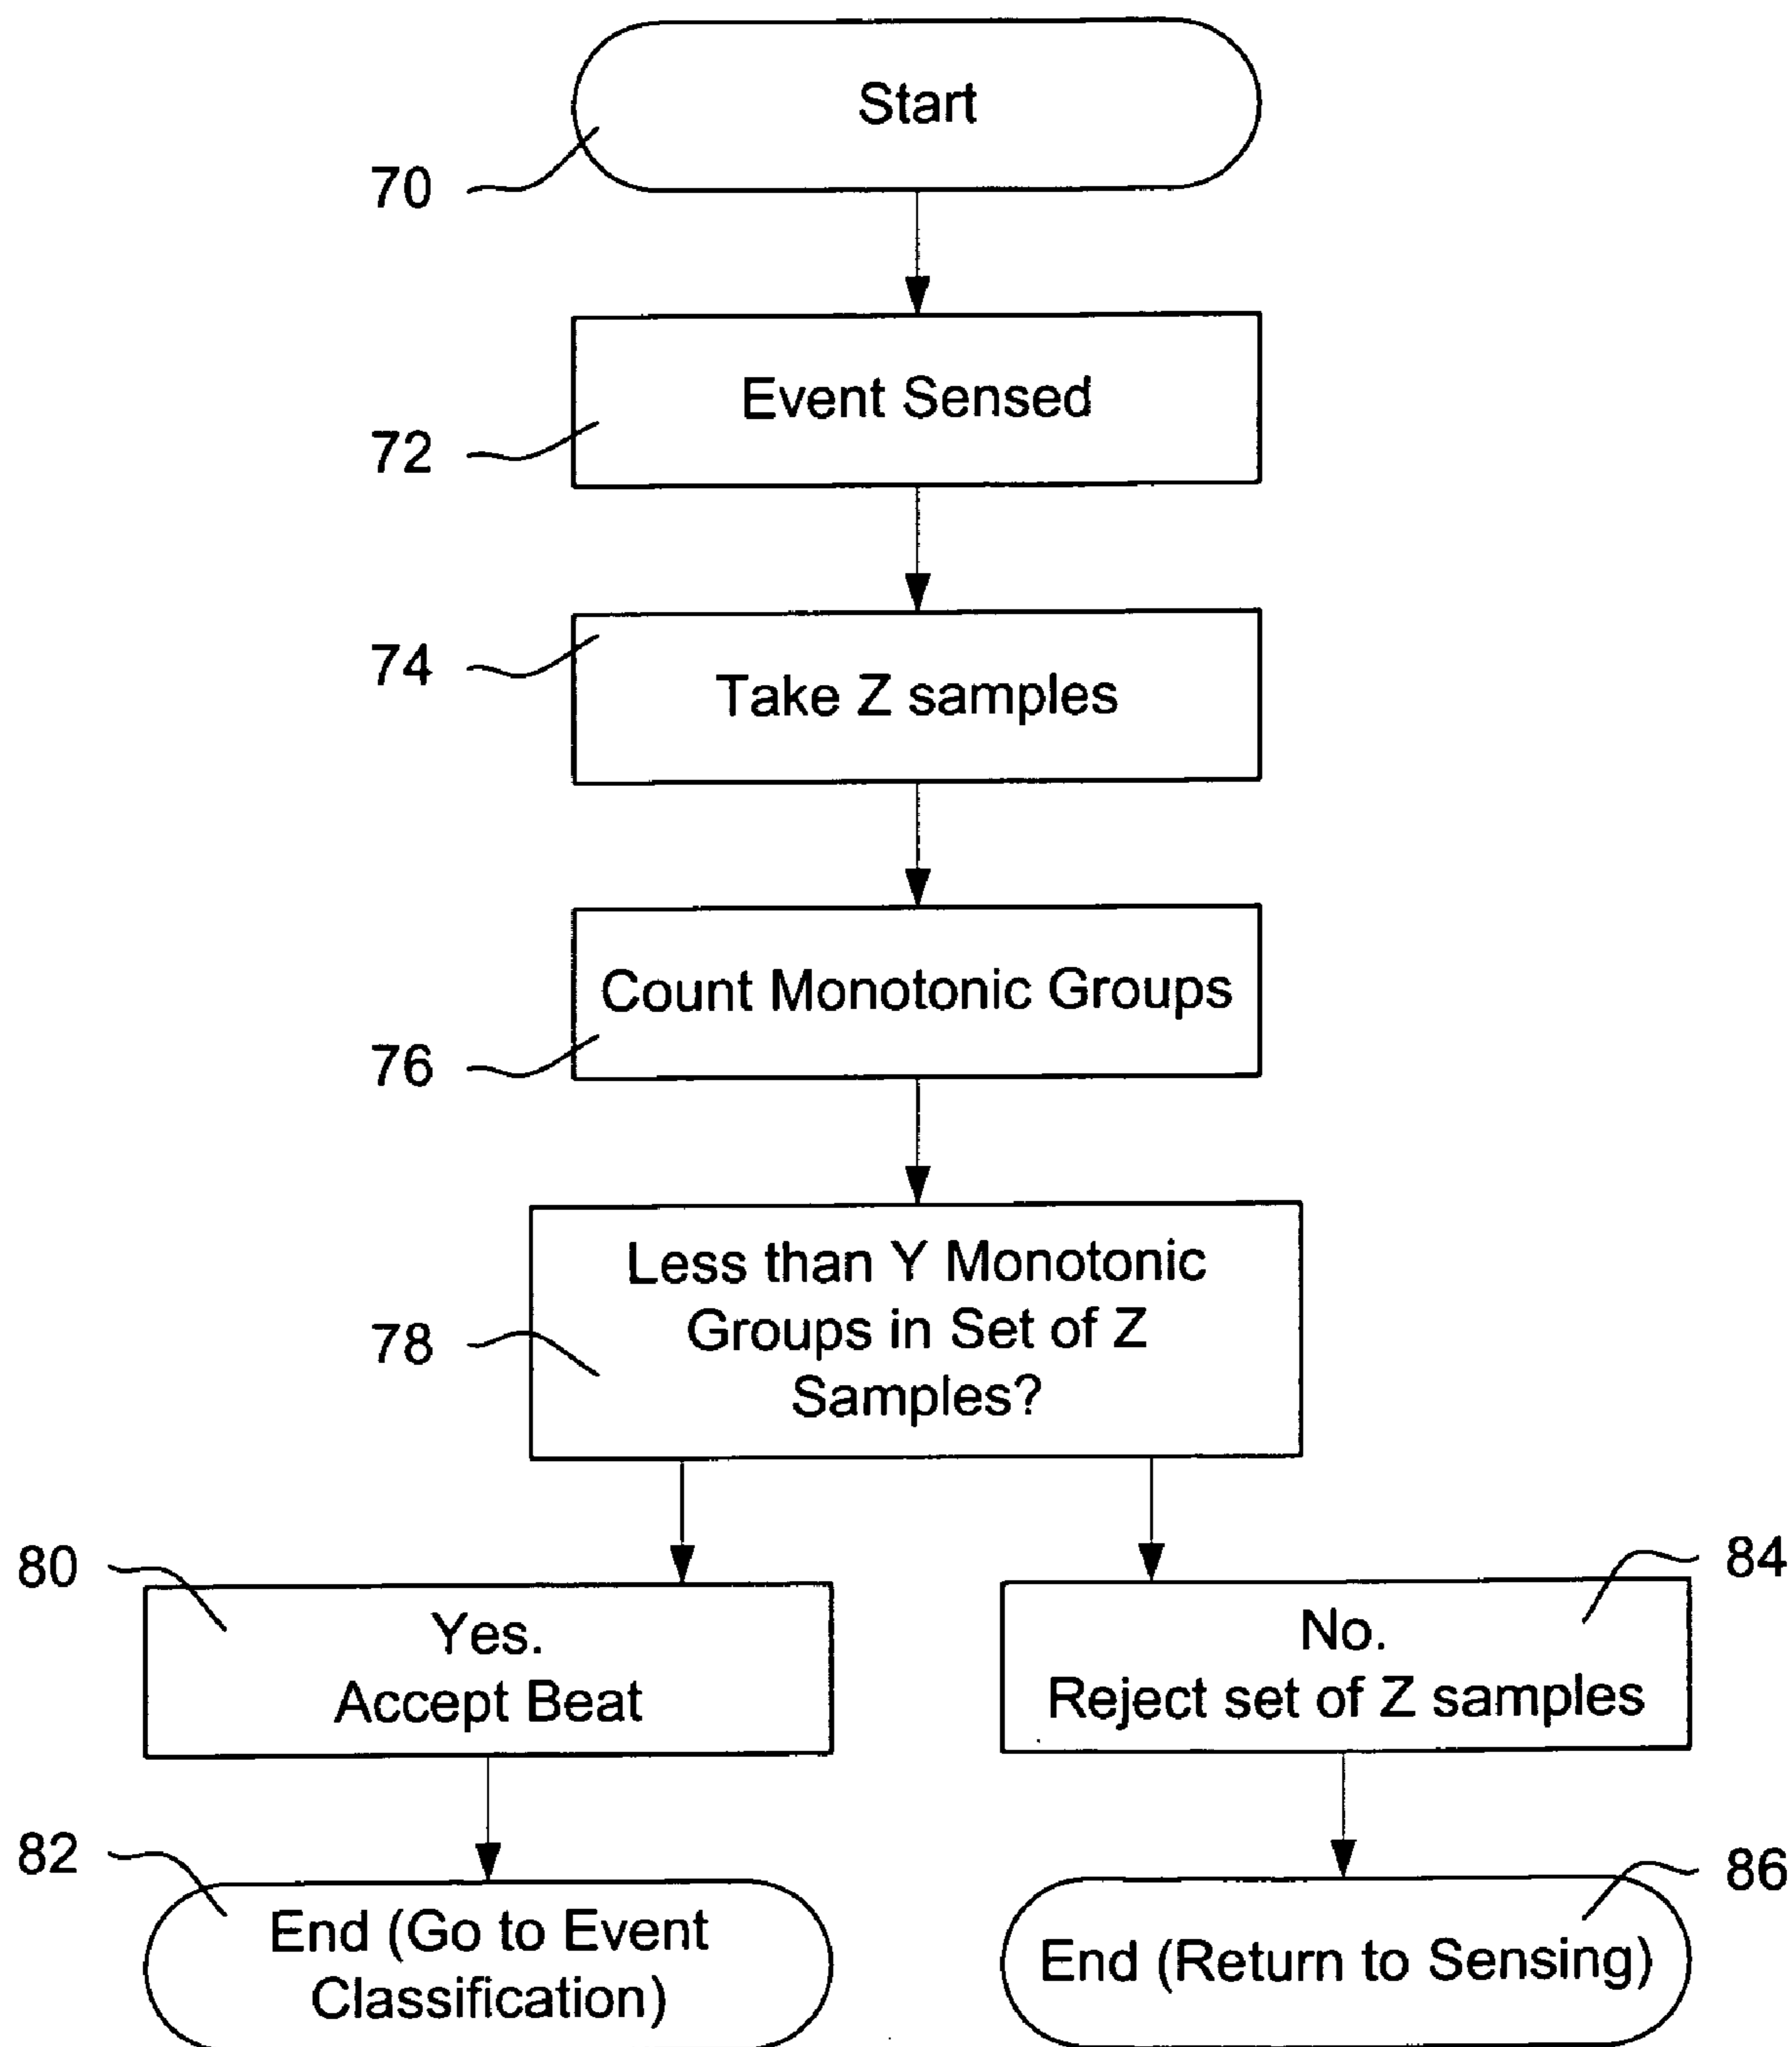 Start
70
Event Sensed
72
74
Take Z samples
Count Monotonic Groups
76
Less than Y Monotonic
Groups in Set of Z
Samples?
78
80
Yes.
Accept Beat
84
No.
Reject set of Z samples
82
End (Go to Event
Classification)
86
End (Return to Sensing)